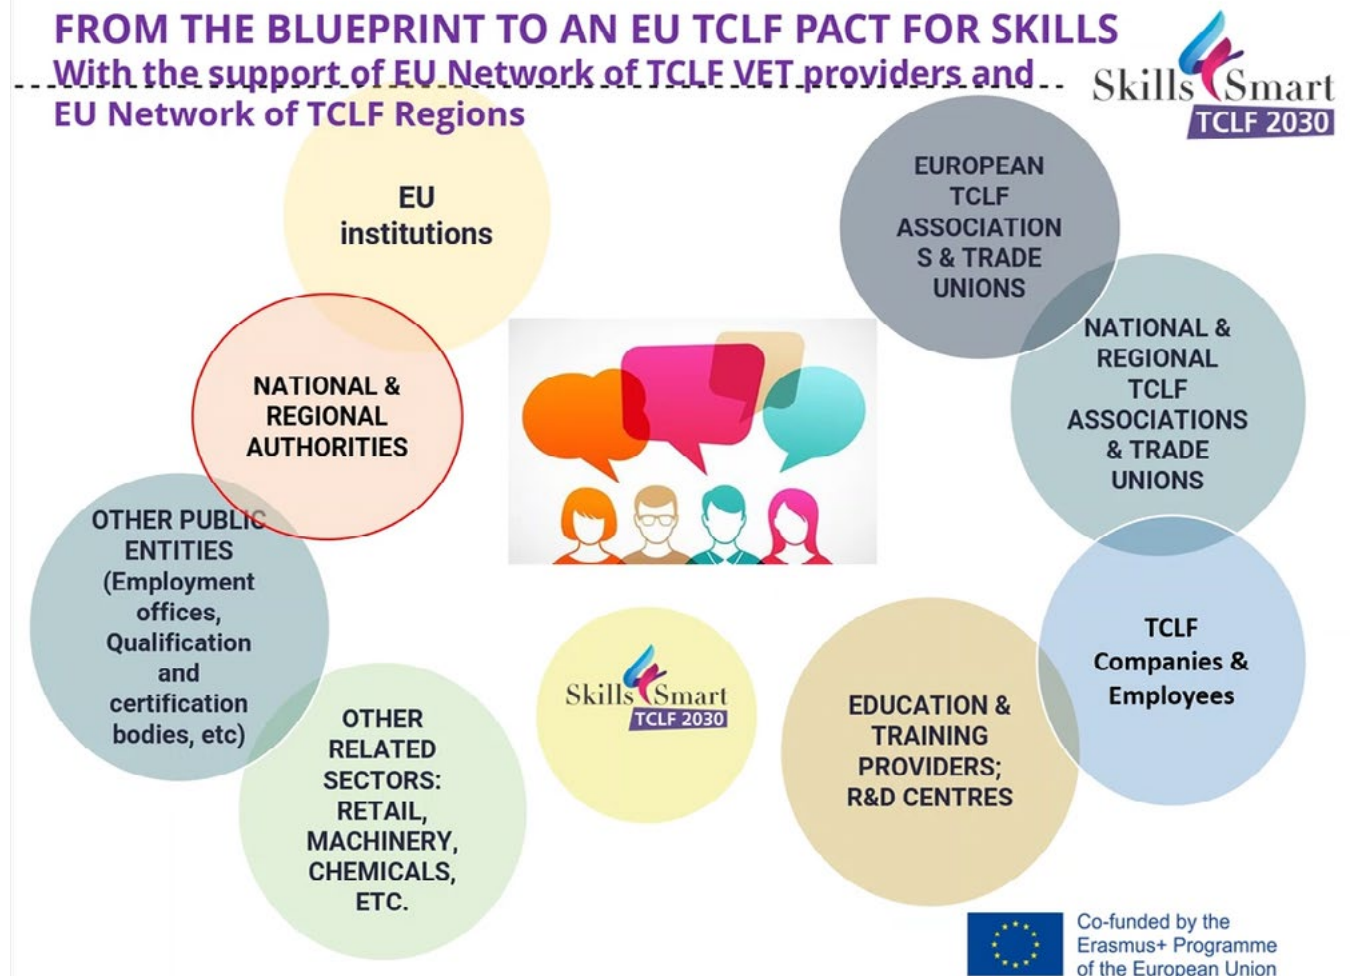 FROM THE BLUEPRINT TO AN EU TCLF PACT FOR SKILLS
With the support of EU Network of TCLF VET providers and
EU Network of TCLF Regions
Skills Smart
TCLF 2030
EU
institutions
EUROPEAN
TCLF
ASSOCIATION
S & TRADE
UNIONS
NATIONAL &
REGIONAL
AUTHORITIES
NATIONAL &
REGIONAL
TCLF
ASSOCIATIONS
& TRADE
UNIONS
OTHER PUBLIC
ENTITIES
(Employment
offices,
Qualification
and
certification
bodies, etc)
TCLF
Companies &
Employees
OTHER
RELATED
SECTORS:
RETAIL,
MACHINERY,
CHEMICALS,
ETC.
Skills Smart
TCLF 2030
EDUCATION &
TRAINING
PROVIDERS;
R&D CENTRES
Co-funded by the
Erasmus+ Programme
of the European Union